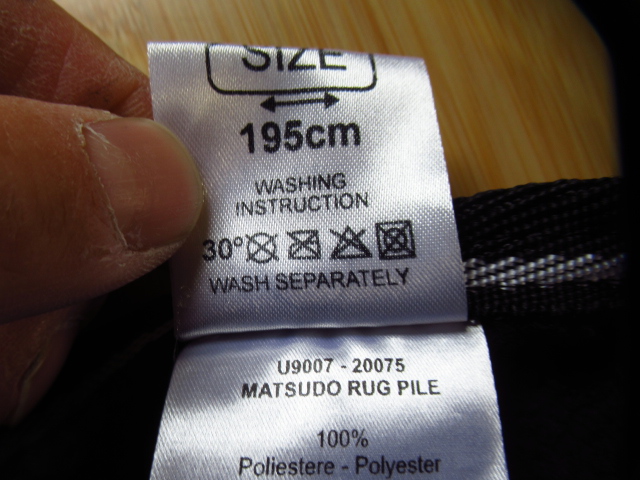 SIZE
195cm
WASHING
INSTRUCTION
30°
WASH SEPARATELY
U9007 - 20075
MATSUDO RUG PILE
100%
Poliestere - Polyester